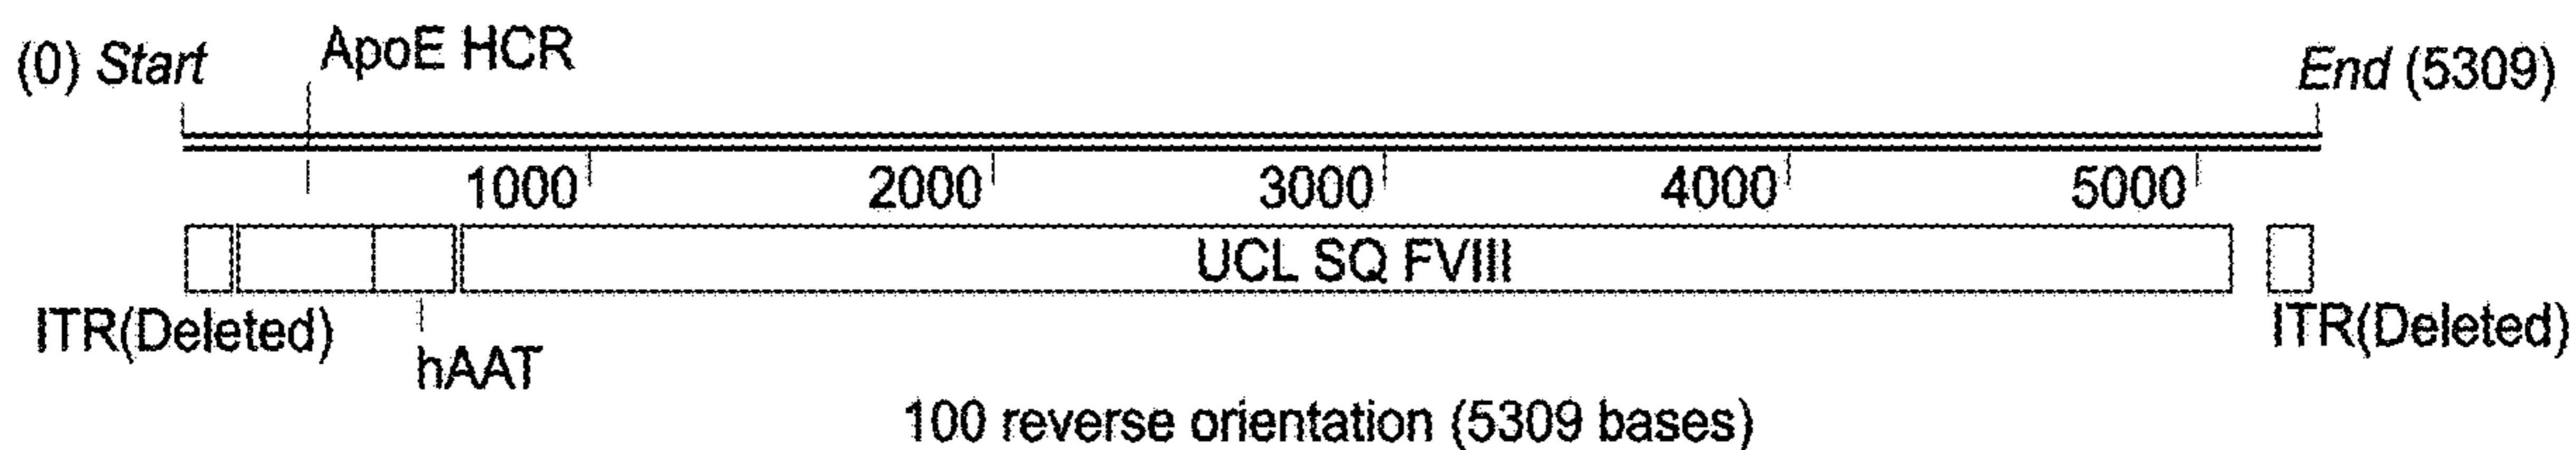 (0) Start ApoE HCR End (5309)
1000 2000 3000 4000 5000
UCL SQ FVIII
ITR(Deleted) ITR(Deleted)
hAAT
100 reverse orientation (5309 bases)